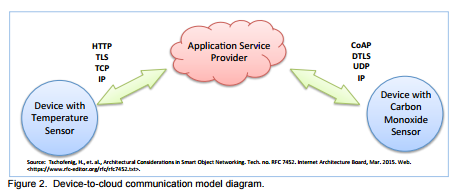 HTTP
TLS
TCP
IP
Application Service
Provider
CoAP
DTLS
UDP
IP
Device with
Temperature
Sensor
Device with
Carbon
Monoxide
Sensor
Source: Tschofenig, H., et. al., Architectural Considerations in Smart Object Networking. Tech. no. RFC 7452. Internet Architecture Board, Mar. 2015. Web.
<https://www.rfc-editor.org/rfc/rfc7452.txt>.
Figure 2. Device-to-cloud communication model diagram.